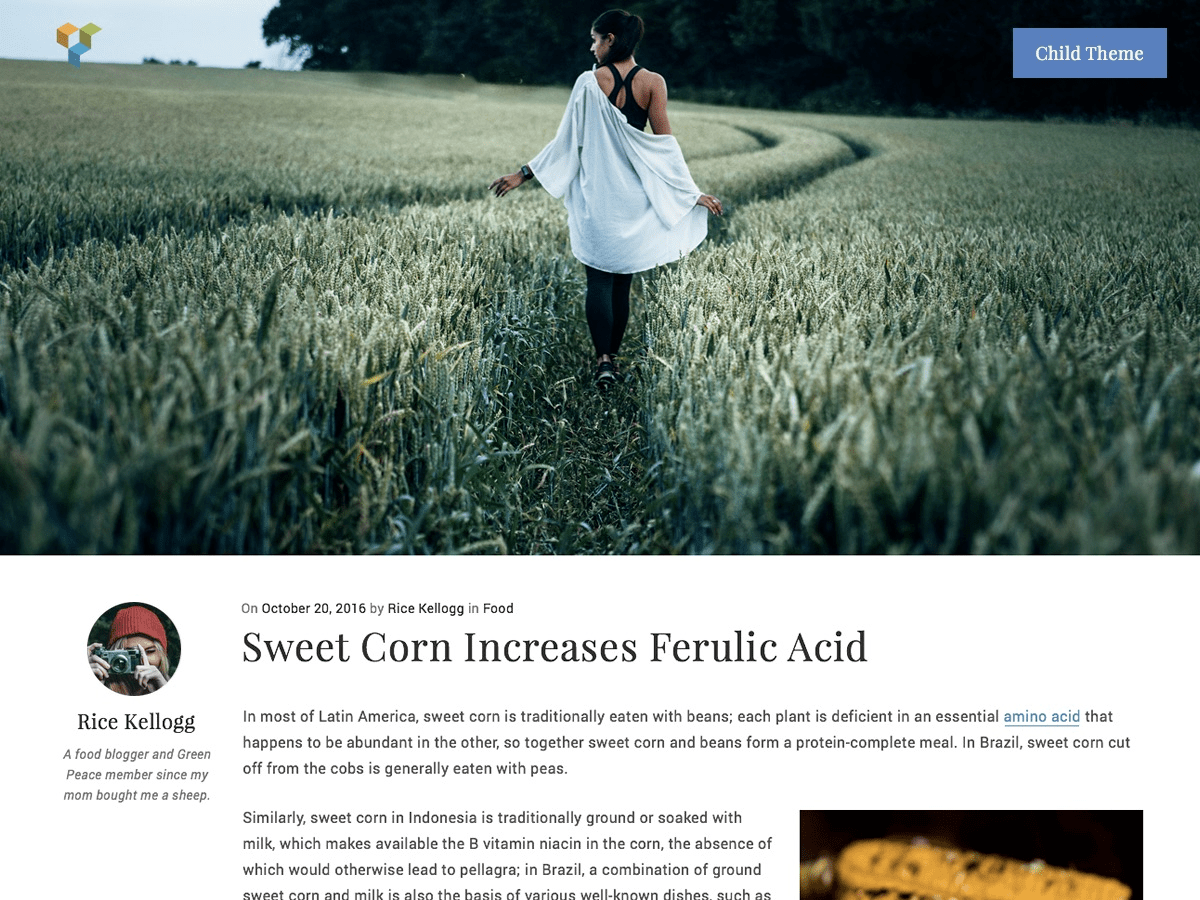 Child Theme
On October 20, 2016 by Rice Kellogg in Food
Sweet Corn Increases Ferulic Acid
Rice Kellogg
A food blogger and Green
Peace member since my
mom bought me a sheep.
In most of Latin America, sweet corn is traditionally eaten with beans; each plant is deficient in an essential amino acid that
happens to be abundant in the other, so together sweet corn and beans form a protein-complete meal. In Brazil, sweet corn cut
off from the cobs is generally eaten with peas.
Similarly, sweet corn in Indonesia is traditionally ground or soaked with
milk, which makes available the B vitamin niacin in the corn, the absence of
which would otherwise lead to pellagra; in Brazil, a combination of ground
sweet corn and milk is also the basis of various well-known dishes, such as